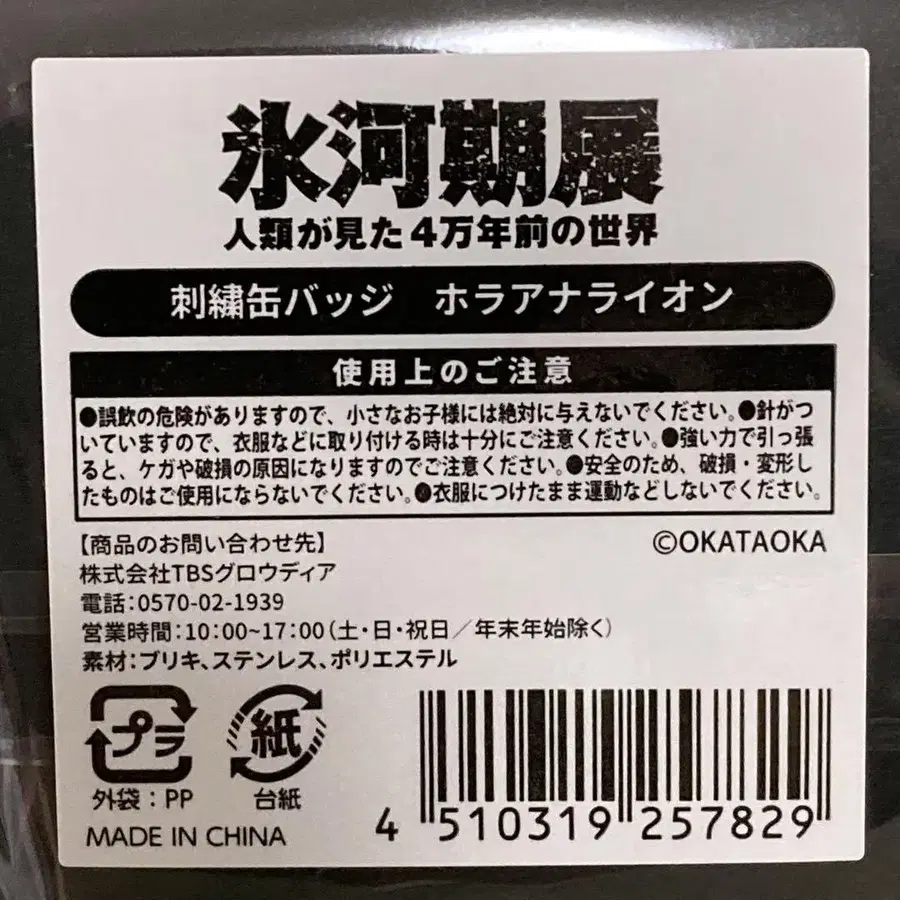 氷河期展
人類が見た4万年前の世界
刺繍缶バッジ　ホラアナライオン
使用上のご注意
●誤飲の危険がありますので、小さなお子様には絶対に与えないでください。●針がつ
いていますので、衣服などに取り付ける時は十分にご注意ください。●強い力で引っ張
ると、ケガや破損の原因になりますのでご注意ください。●安全のため、破損・変形し
たものはご使用にならないでください。●衣服につけたまま運動などしないでください。
【商品のお問い合わせ先】
©OKATAOKA
株式会社TBSグロウディア
電話:0570-02-1939
営業時間:10:00~17:00(土・日・祝日／年末年始除く)
素材:ブリキ、ステンレス、ポリエステル
プラ
紙
外袋:PP
台紙
MADE IN CHINA
4 510319 257829